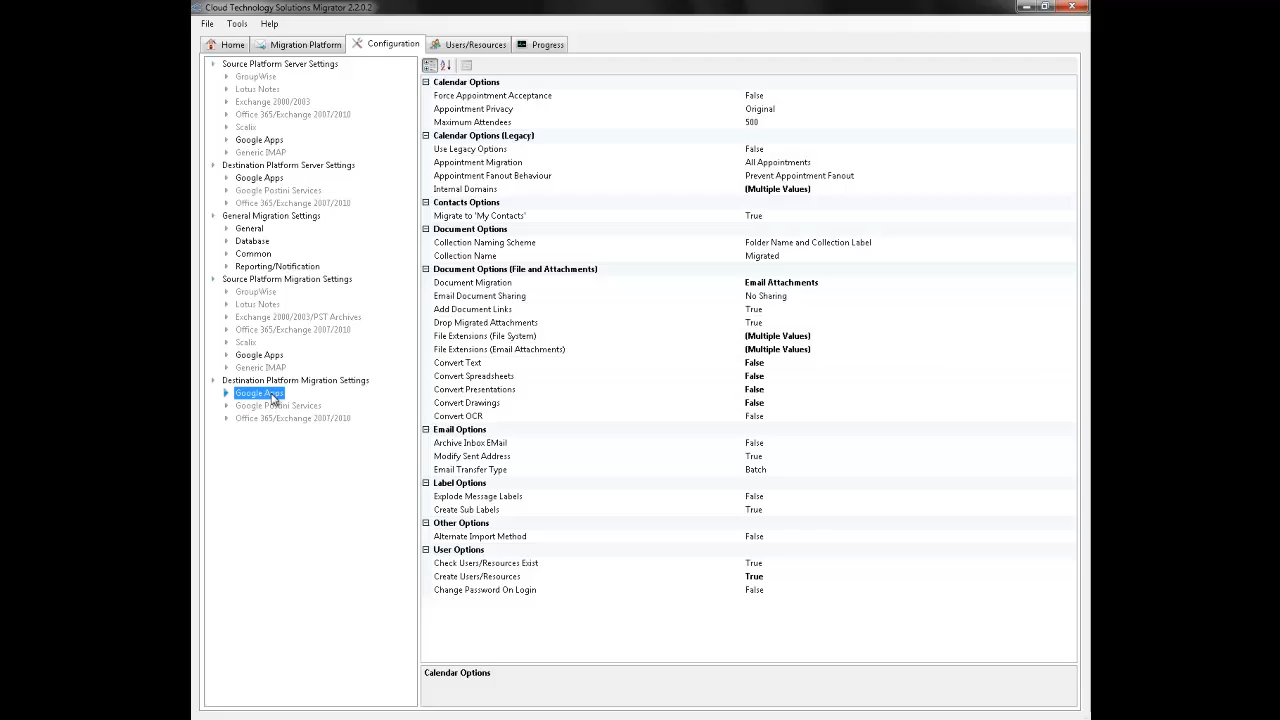 Cloud Technology Solutions Migrator 2.2.0.2
File Tools Help
Home Migration Platform Configuration Users/Resources Progress
Source Platform Server Settings
GroupWise
Lotus Notes
Exchange 2000/2003
Office 365/Exchange 2007/2010
Scalix
Google Apps
Generic IMAP
Destination Platform Server Settings
Google Apps
Google Postini Services
Office 365/Exchange 2007/2010
General Migration Settings
General
Database
Common
Reporting/Notification
Source Platform Migration Settings
GroupWise
Lotus Notes
Exchange 2000/2003/PST Archives
Office 365/Exchange 2007/2010
Scalix
Google Apps
Generic IMAP
Destination Platform Migration Settings
Google Apps
Google Postini Services
Office 365/Exchange 2007/2010
Calendar Options
Force Appointment Acceptance False
Appointment Privacy Original
Maximum Attendees 500
Calendar Options (Legacy)
Use Legacy Options False
Appointment Migration All Appointments
Appointment Fanout Behaviour Prevent Appointment Fanout
Internal Domains (Multiple Values)
Contacts Options
Migrate to 'My Contacts' True
Document Options
Collection Naming Scheme Folder Name and Collection Label
Collection Name Migrated
Document Options (File and Attachments)
Document Migration Email Attachments
Email Document Sharing No Sharing
Add Document Links True
Drop Migrated Attachments True
File Extensions (File System) (Multiple Values)
File Extensions (Email Attachments) (Multiple Values)
Convert Text False
Convert Spreadsheets False
Convert Presentations False
Convert Drawings False
Convert OCR False
Email Options
Archive Inbox EMail False
Modify Sent Address True
Email Transfer Type Batch
Label Options
Explode Message Labels False
Create Sub Labels True
Other Options
Alternate Import Method False
User Options
Check Users/Resources Exist True
Create Users/Resources True
Change Password On Login False
Calendar Options